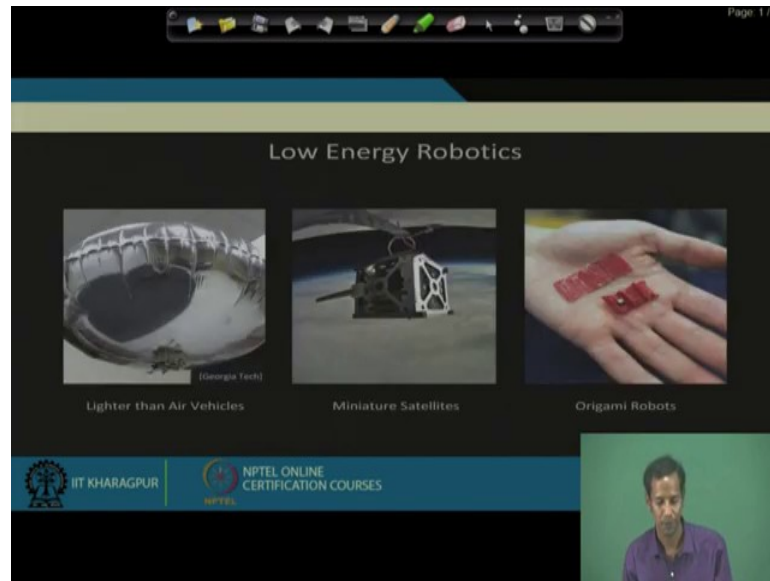 Page: 1/
Low Energy Robotics
[Georgia Tech]
Lighter than Air Vehicles
Miniature Satellites
Origami Robots
IIT KHARAGPUR
NPTEL ONLINE
CERTIFICATION COURSES
NPTEL